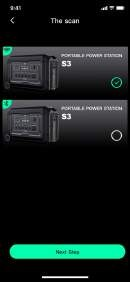 9:41
The scan
PORTABLE POWER STATION
S3
PORTABLE POWER STATION
S3
Next Step